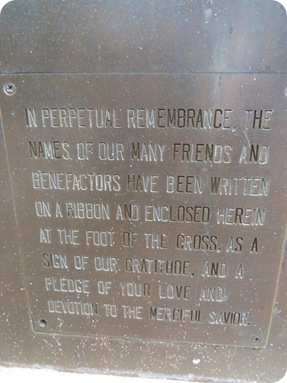 IN PERPETUAL REMEMBRANCE, THE
NAMES OF OUR MANY FRIENDS AND
BENEFACTORS HAVE BEEN WRITTEN
ON A RIBBON AND ENCLOSED HEREIN
AT THE FOOT OF THE CROSS, AS A
SIGN OF OUR GRATITUDE, AND A
PLEDGE OF YOUR LOVE AND
DEVOTION TO THE MERCIFUL SAVIOR.